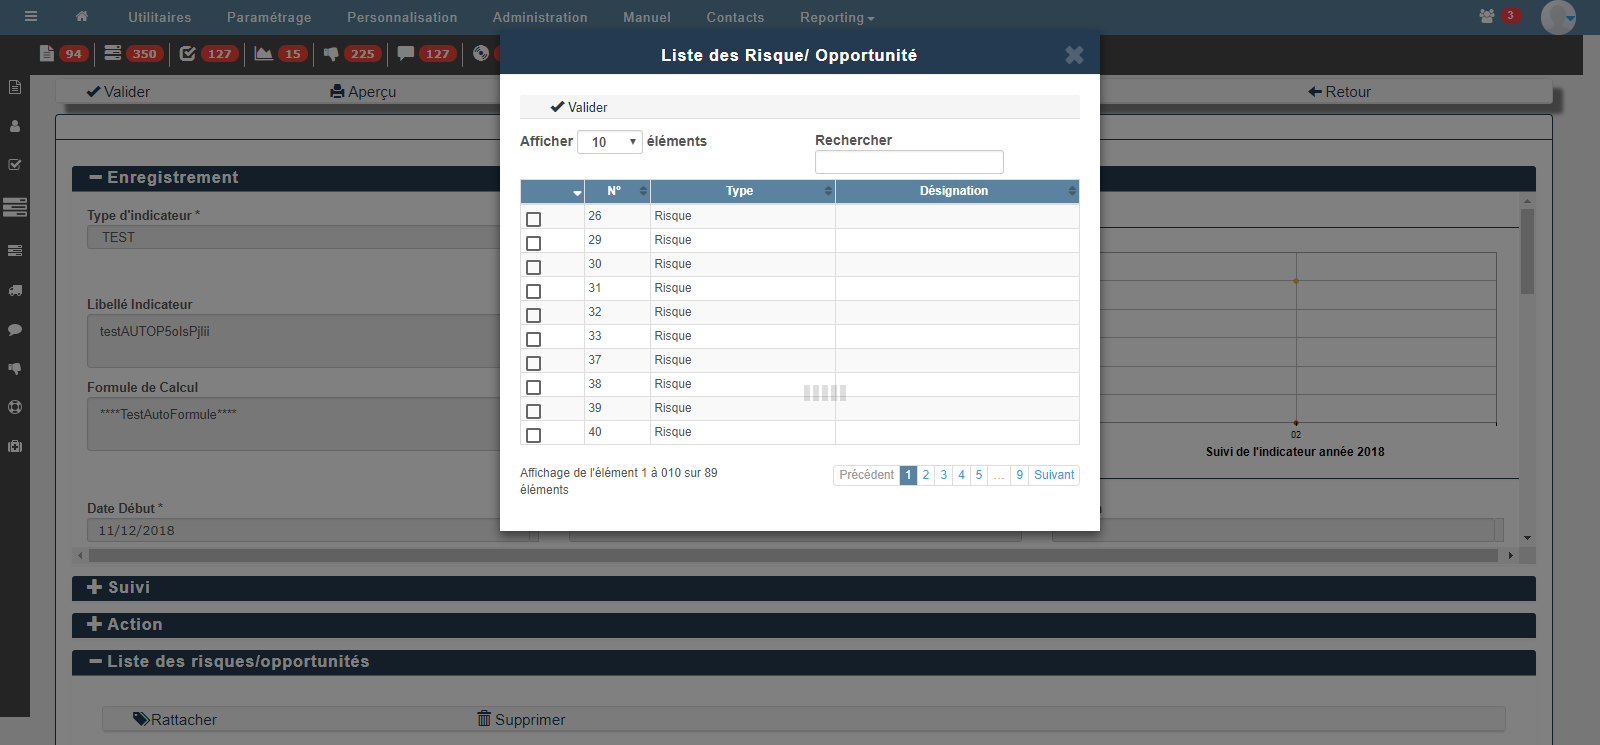 Utilitaires Paramétrage Personnalisation Administration Manuel Contacts Reporting 3
94 350 127 15 225 127
Liste des Risque/ Opportunité
Valider Aperçu Retour
Valider
Afficher 10 éléments
Rechercher
N° Type Désignation
26 Risque
29 Risque
30 Risque
31 Risque
32 Risque
33 Risque
37 Risque
38 Risque
39 Risque
40 Risque
Affichage de l'élément 1 à 010 sur 89
éléments
Précédent 1 2 3 4 5 … 9 Suivant
Enregistrement
Type d'indicateur *
TEST
Libellé Indicateur
testAUTOP5oIsPjlii
Formule de Calcul
****TestAutoFormule****
02
Suivi de l'indicateur année 2018
Date Début *
11/12/2018
Suivi
Action
Liste des risques/opportunités
Rattacher Supprimer